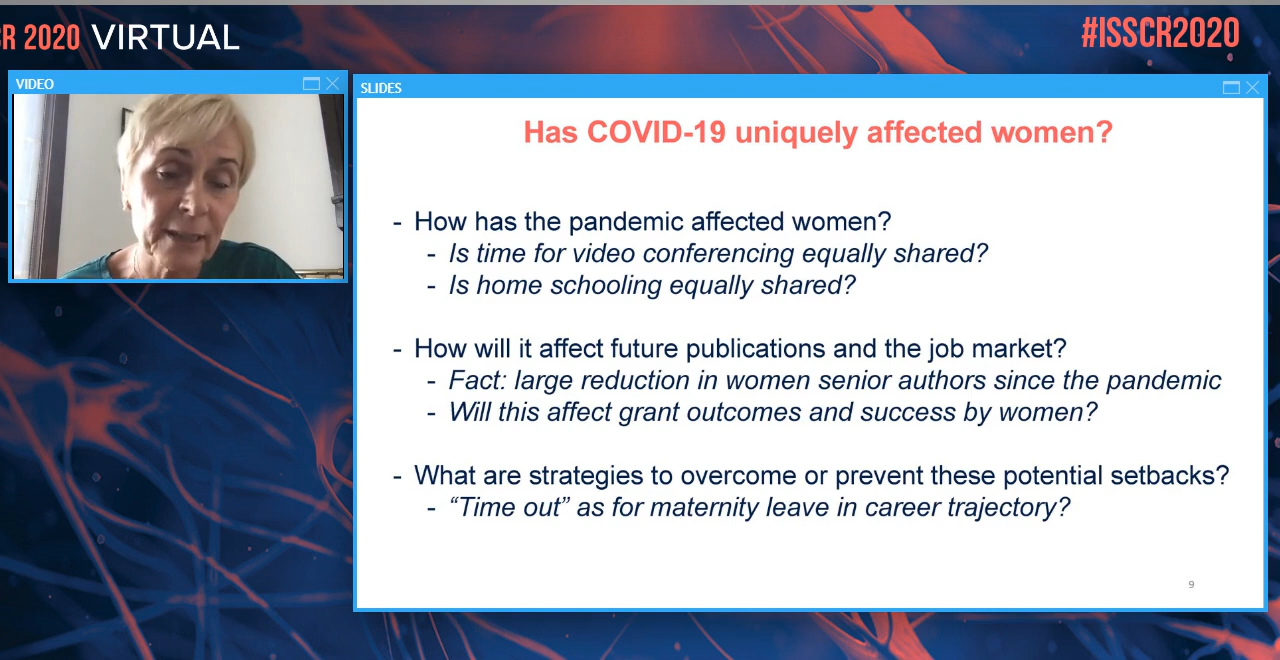 CR 2020 VIRTUAL
#ISSCR2020
VIDEO
SLIDES
Has COVID-19 uniquely affected women?
- How has the pandemic affected women?
- Is time for video conferencing equally shared?
- Is home schooling equally shared?
- How will it affect future publications and the job market?
- Fact: large reduction in women senior authors since the pandemic
- Will this affect grant outcomes and success by women?
- What are strategies to overcome or prevent these potential setbacks?
- “Time out” as for maternity leave in career trajectory?
9